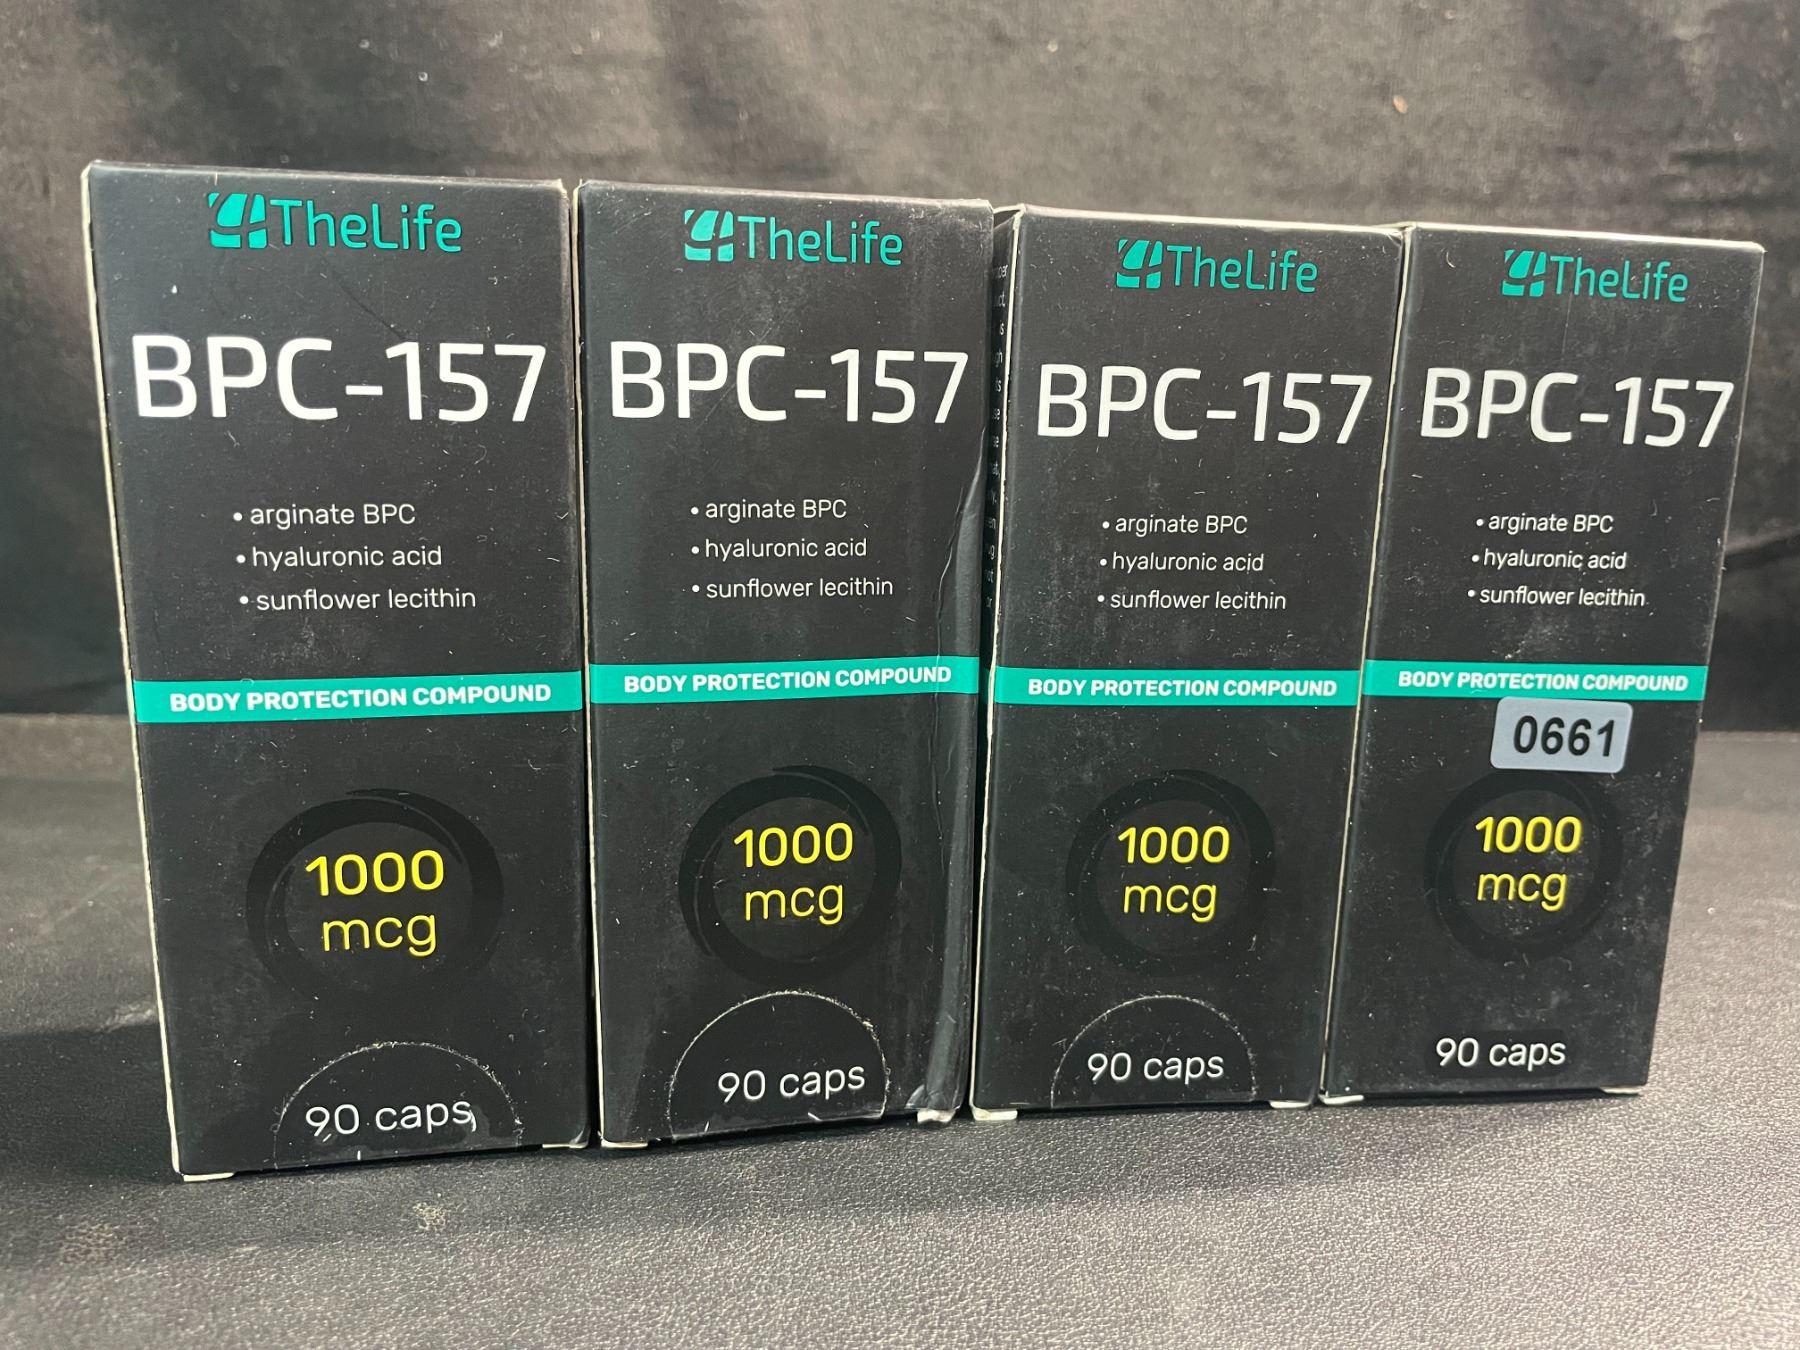 4TheLife
BPC-157
• arginate BPC
• hyaluronic acid
• sunflower lecithin
BODY PROTECTION COMPOUND
1000
mcg
90 caps
4TheLife
BPC-157
• arginate BPC
• hyaluronic acid
• sunflower lecithin
BODY PROTECTION COMPOUND
1000
mcg
90 caps
4TheLife
BPC-157
• arginate BPC
• hyaluronic acid
• sunflower lecithin
BODY PROTECTION COMPOUND
1000
mcg
90 caps
4TheLife
BPC-157
• arginate BPC
• hyaluronic acid
• sunflower lecithin
BODY PROTECTION COMPOUND
0661
1000
mcg
90 caps